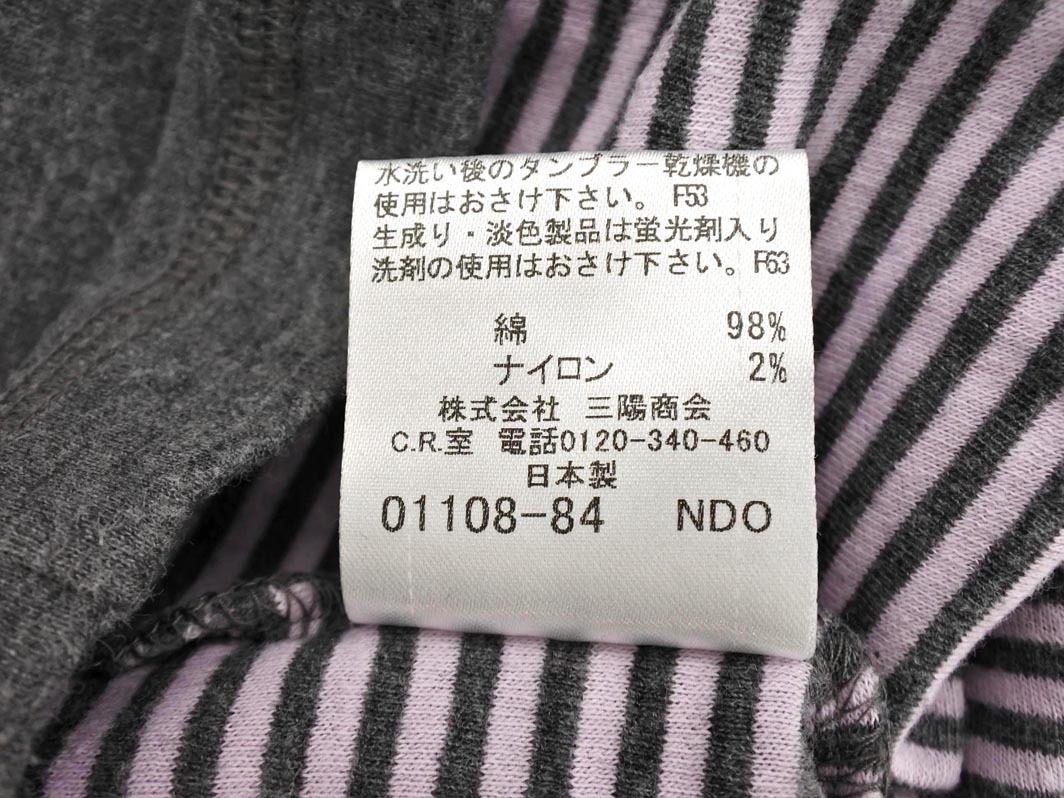 水洗い後のタンブラー乾燥機の
使用はおさけ下さい。 F53
生成り・淡色製品は蛍光剤入り
洗剤の使用はおさけ下さい。F63
綿 98%
ナイロン 2%
株式会社 三陽商会
C.R.室 電話0120-340-460
日本製
01108-84 NDO